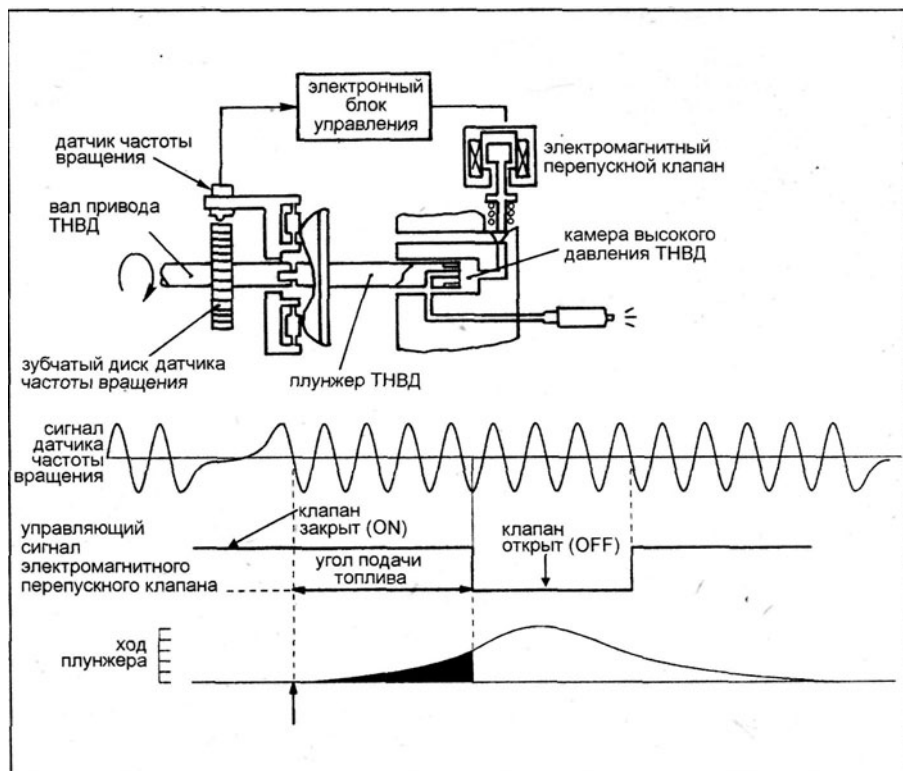 электронный
блок
управления
датчик частоты
вращения
электромагнитный
перепускной клапан
вал привода
ТНВД
камера высокого
давления ТНВД
зубчатый диск датчика
частоты вращения
плунжер ТНВД
сигнал
датчика
частоты
вращения
клапан
закрыт (ON)
клапан
открыт (OFF)
управляющий
сигнал
электромагнитного
перепускного клапана
угол подачи
топлива
ход
плунжера